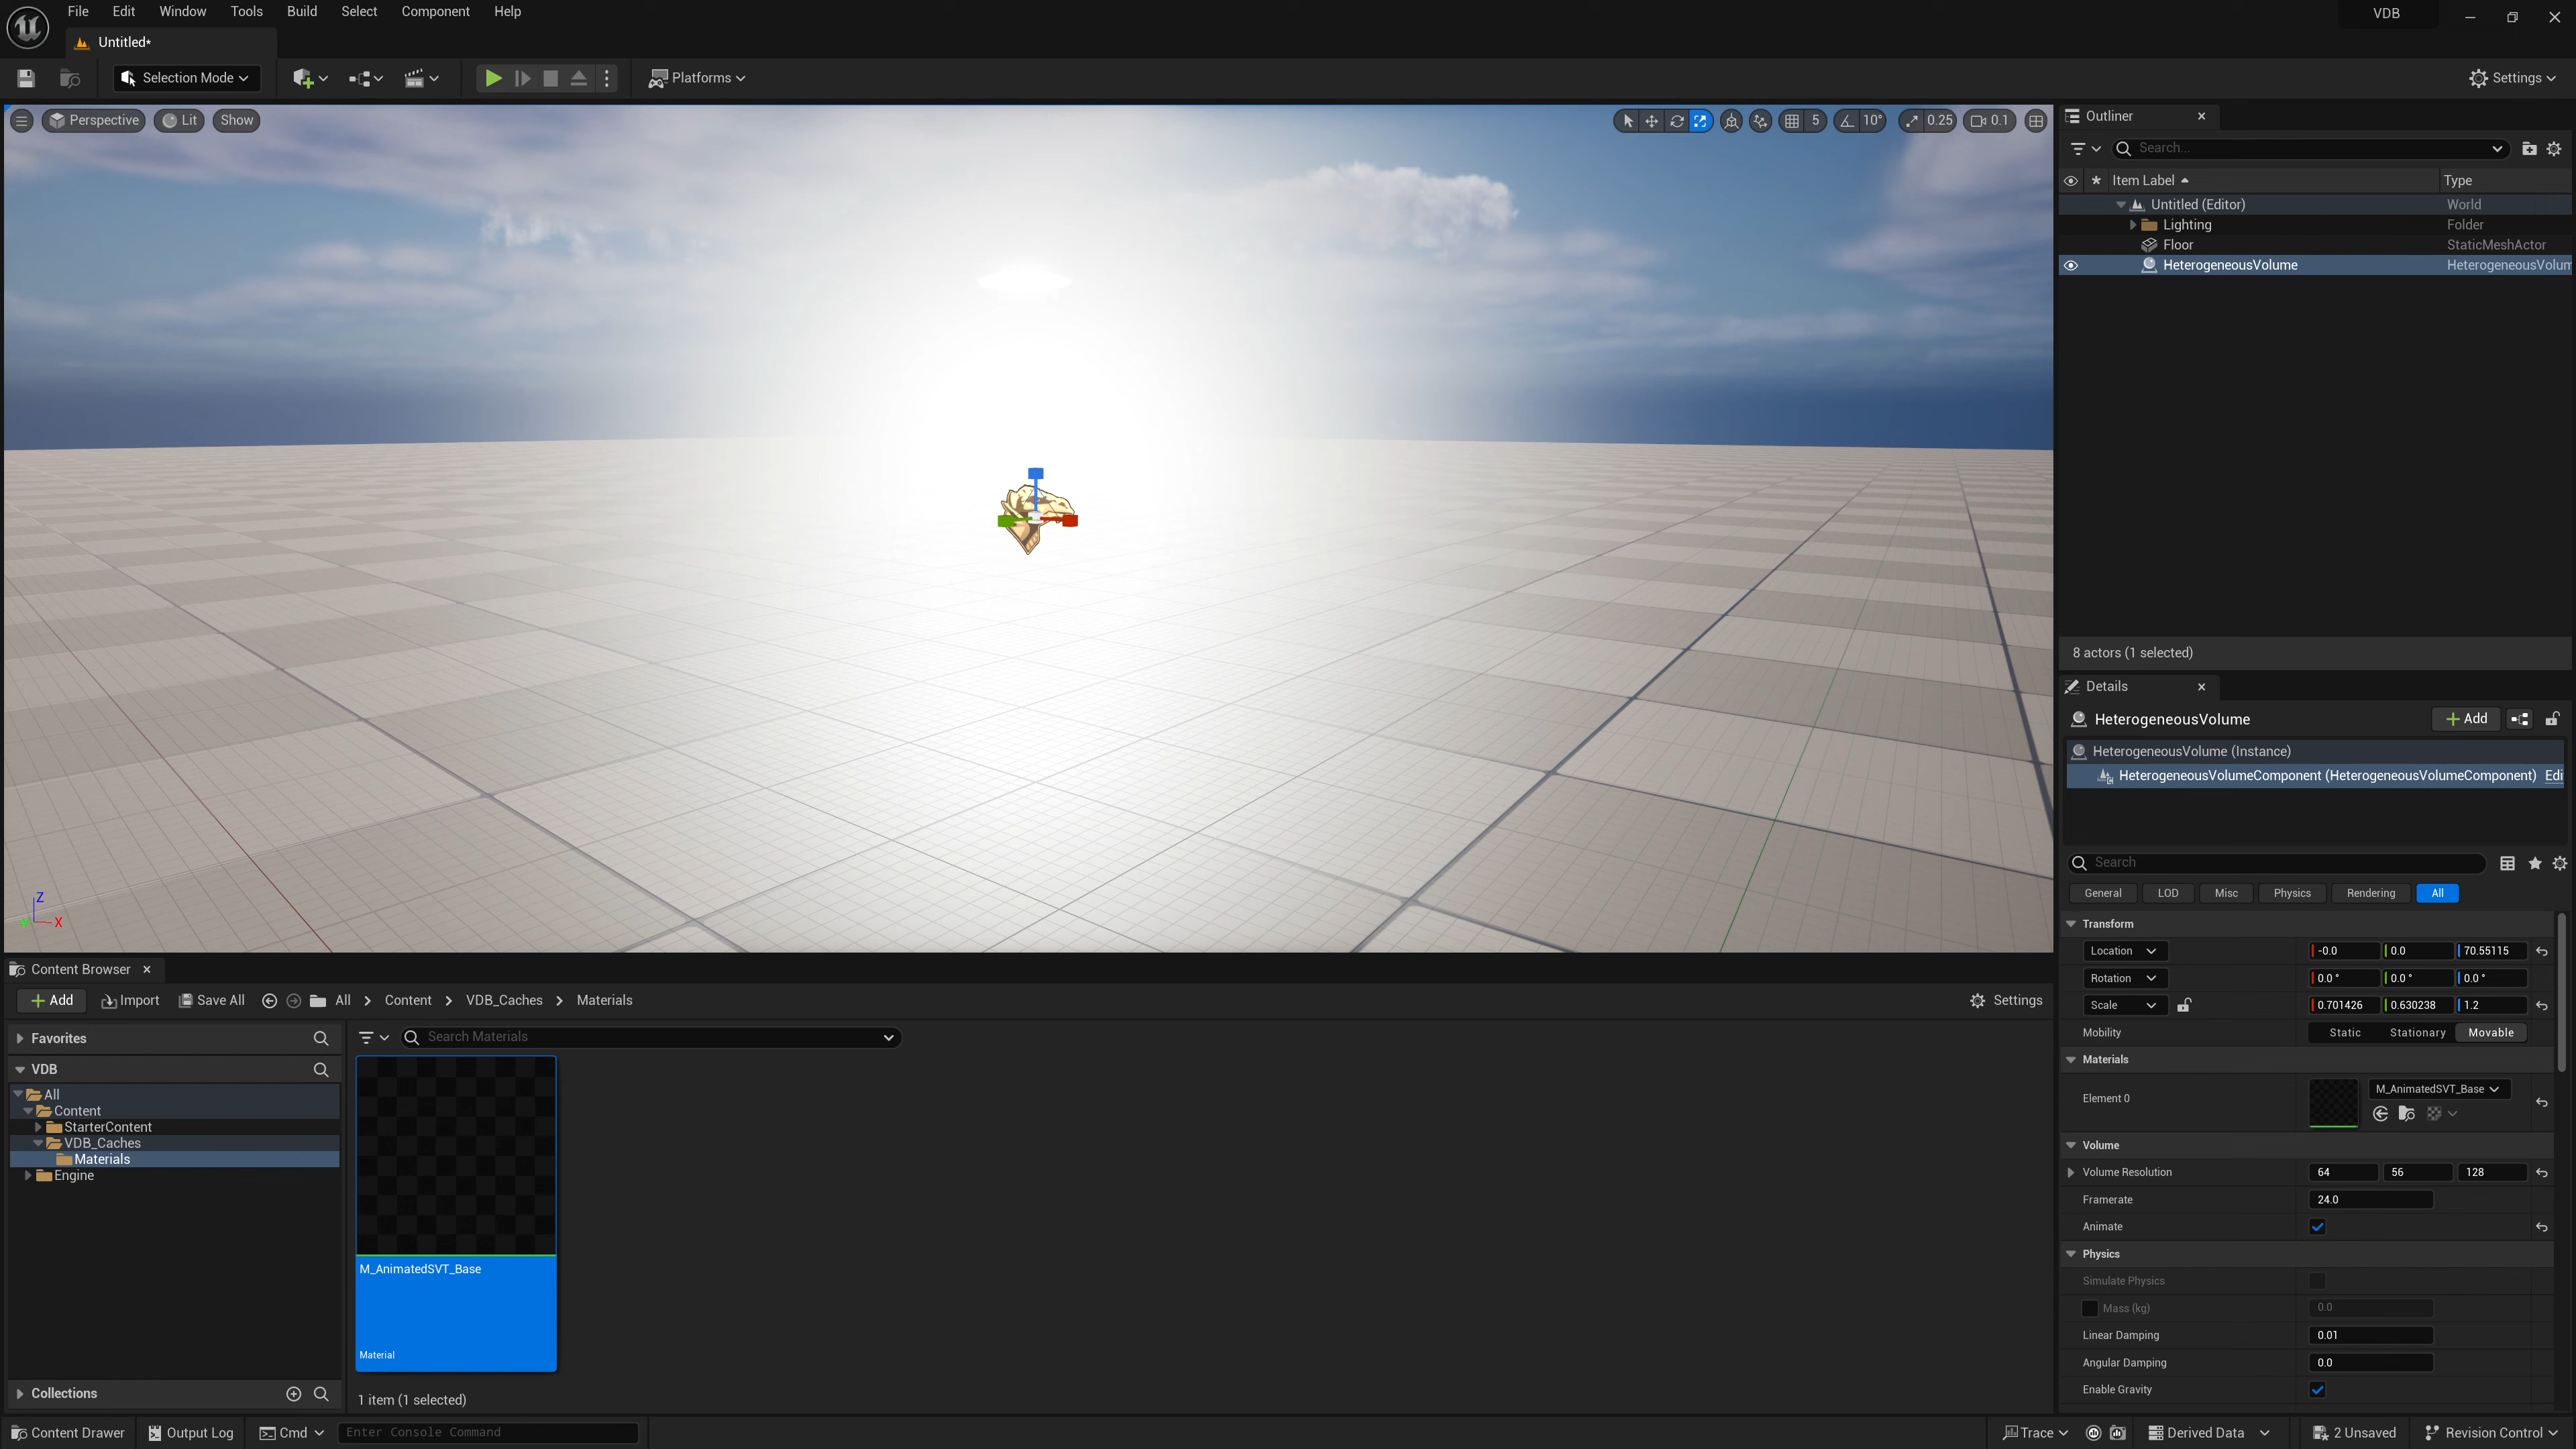 File Edit Window Tools Build Select Component Help
VDB
Untitled*
Selection Mode
Platforms
Settings
Perspective Lit Show
5 10° 0.25 0.1
Z
Y X
Outliner
Search...
Item Label Type
Untitled (Editor) World
Lighting Folder
Floor StaticMeshActor
HeterogeneousVolume HeterogeneousVolum
8 actors (1 selected)
Details
HeterogeneousVolume Add
HeterogeneousVolume (Instance)
HeterogeneousVolumeComponent (HeterogeneousVolumeComponent) Edi
Search
General LOD Misc Physics Rendering All
Transform
Location -0.0 0.0 70.55115
Rotation 0.0 ° 0.0 ° 0.0 °
Scale 0.701426 0.630238 1.2
Mobility Static Stationary Movable
Materials
Element 0 M_AnimatedSVT_Base
Volume
Volume Resolution 64 56 128
Framerate 24.0
Animate
Physics
Simulate Physics
Mass (kg) 0.0
Linear Damping 0.01
Angular Damping 0.0
Enable Gravity
Content Browser
Add Import Save All All > Content > VDB_Caches > Materials Settings
Favorites
VDB
All
Content
StarterContent
VDB_Caches
Materials
Engine
Collections
Search Materials
M_AnimatedSVT_Base
Material
1 item (1 selected)
Content Drawer Output Log Cmd Enter Console Command Trace Derived Data 2 Unsaved Revision Control